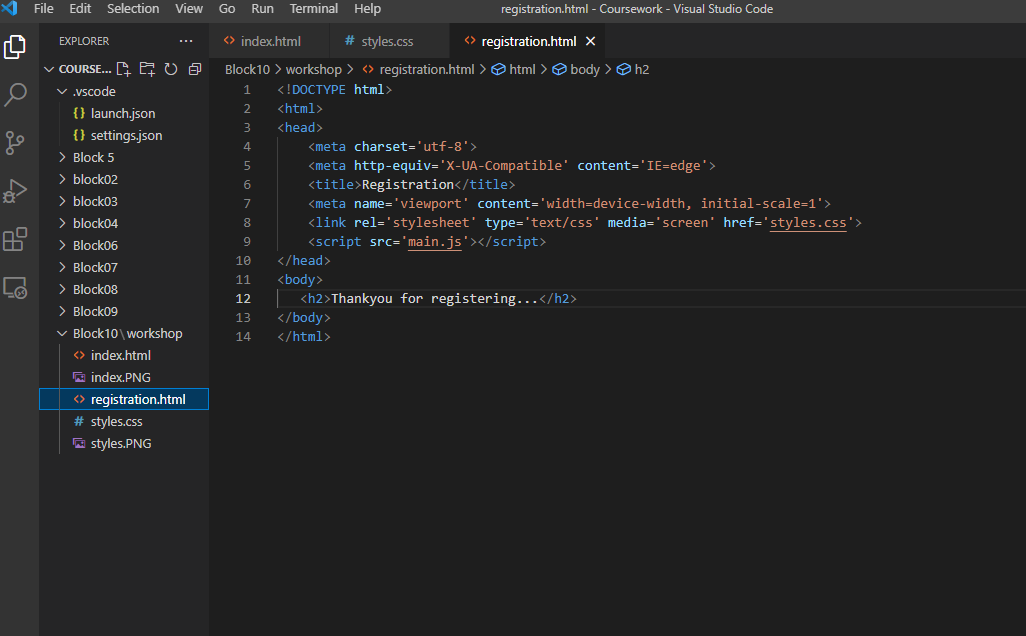 File Edit Selection View Go Run Terminal Help registration.html - Coursework - Visual Studio Code
EXPLORER ···
COURSE...
.vscode
{} launch.json
{} settings.json
Block 5
block02
block03
block04
Block06
Block07
Block08
Block09
Block10\workshop
<> index.html
index.PNG
<> registration.html
# styles.css
styles.PNG
<> index.html # styles.css <> registration.html ×
Block10 > workshop > <> registration.html > html > body > h2
1 <!DOCTYPE html>
2 <html>
3 <head>
4 <meta charset='utf-8'>
5 <meta http-equiv='X-UA-Compatible' content='IE=edge'>
6 <title>Registration</title>
7 <meta name='viewport' content='width=device-width, initial-scale=1'>
8 <link rel='stylesheet' type='text/css' media='screen' href='styles.css'>
9 <script src='main.js'></script>
10 </head>
11 <body>
12 <h2>Thankyou for registering...</h2>
13 </body>
14 </html>